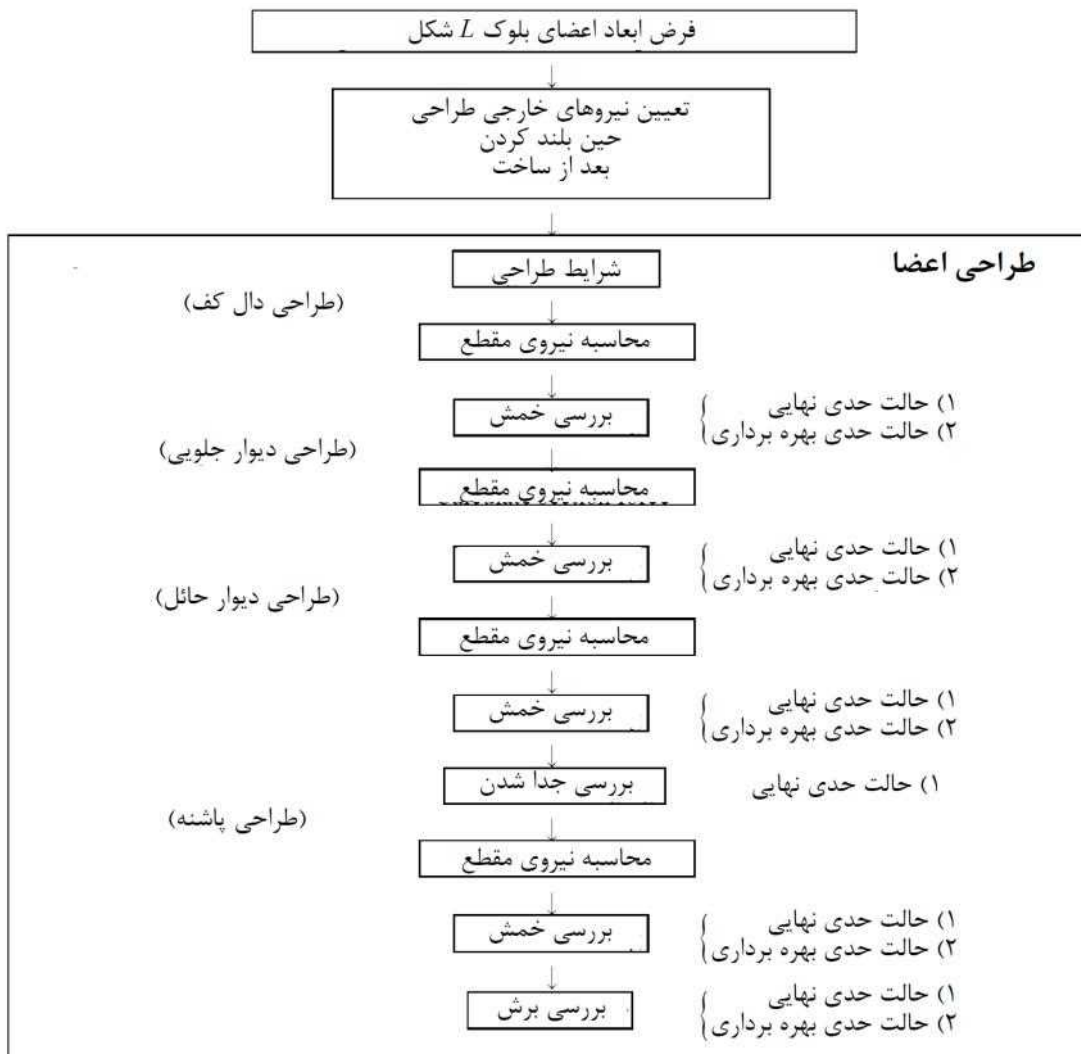 فرض ابعاد اعضای بلوک L شکل
تعیین نیروهای خارجی طراحی
حین بلند کردن
بعد از ساخت
طراحی اعضا
شرایط طراحی
(طراحی دال کف)
محاسبه نیروی مقطع
بررسی خمش
۱) حالت حدی نهایی
۲) حالت حدی بهره برداری
(طراحی دیوار جلویی)
محاسبه نیروی مقطع
بررسی خمش
۱) حالت حدی نهایی
۲) حالت حدی بهره برداری
(طراحی دیوار حائل)
محاسبه نیروی مقطع
بررسی خمش
۱) حالت حدی نهایی
۲) حالت حدی بهره برداری
بررسی جدا شدن
۱) حالت حدی نهایی
(طراحی پاشنه)
محاسبه نیروی مقطع
بررسی خمش
۱) حالت حدی نهایی
۲) حالت حدی بهره برداری
بررسی برش
۱) حالت حدی نهایی
۲) حالت حدی بهره برداری